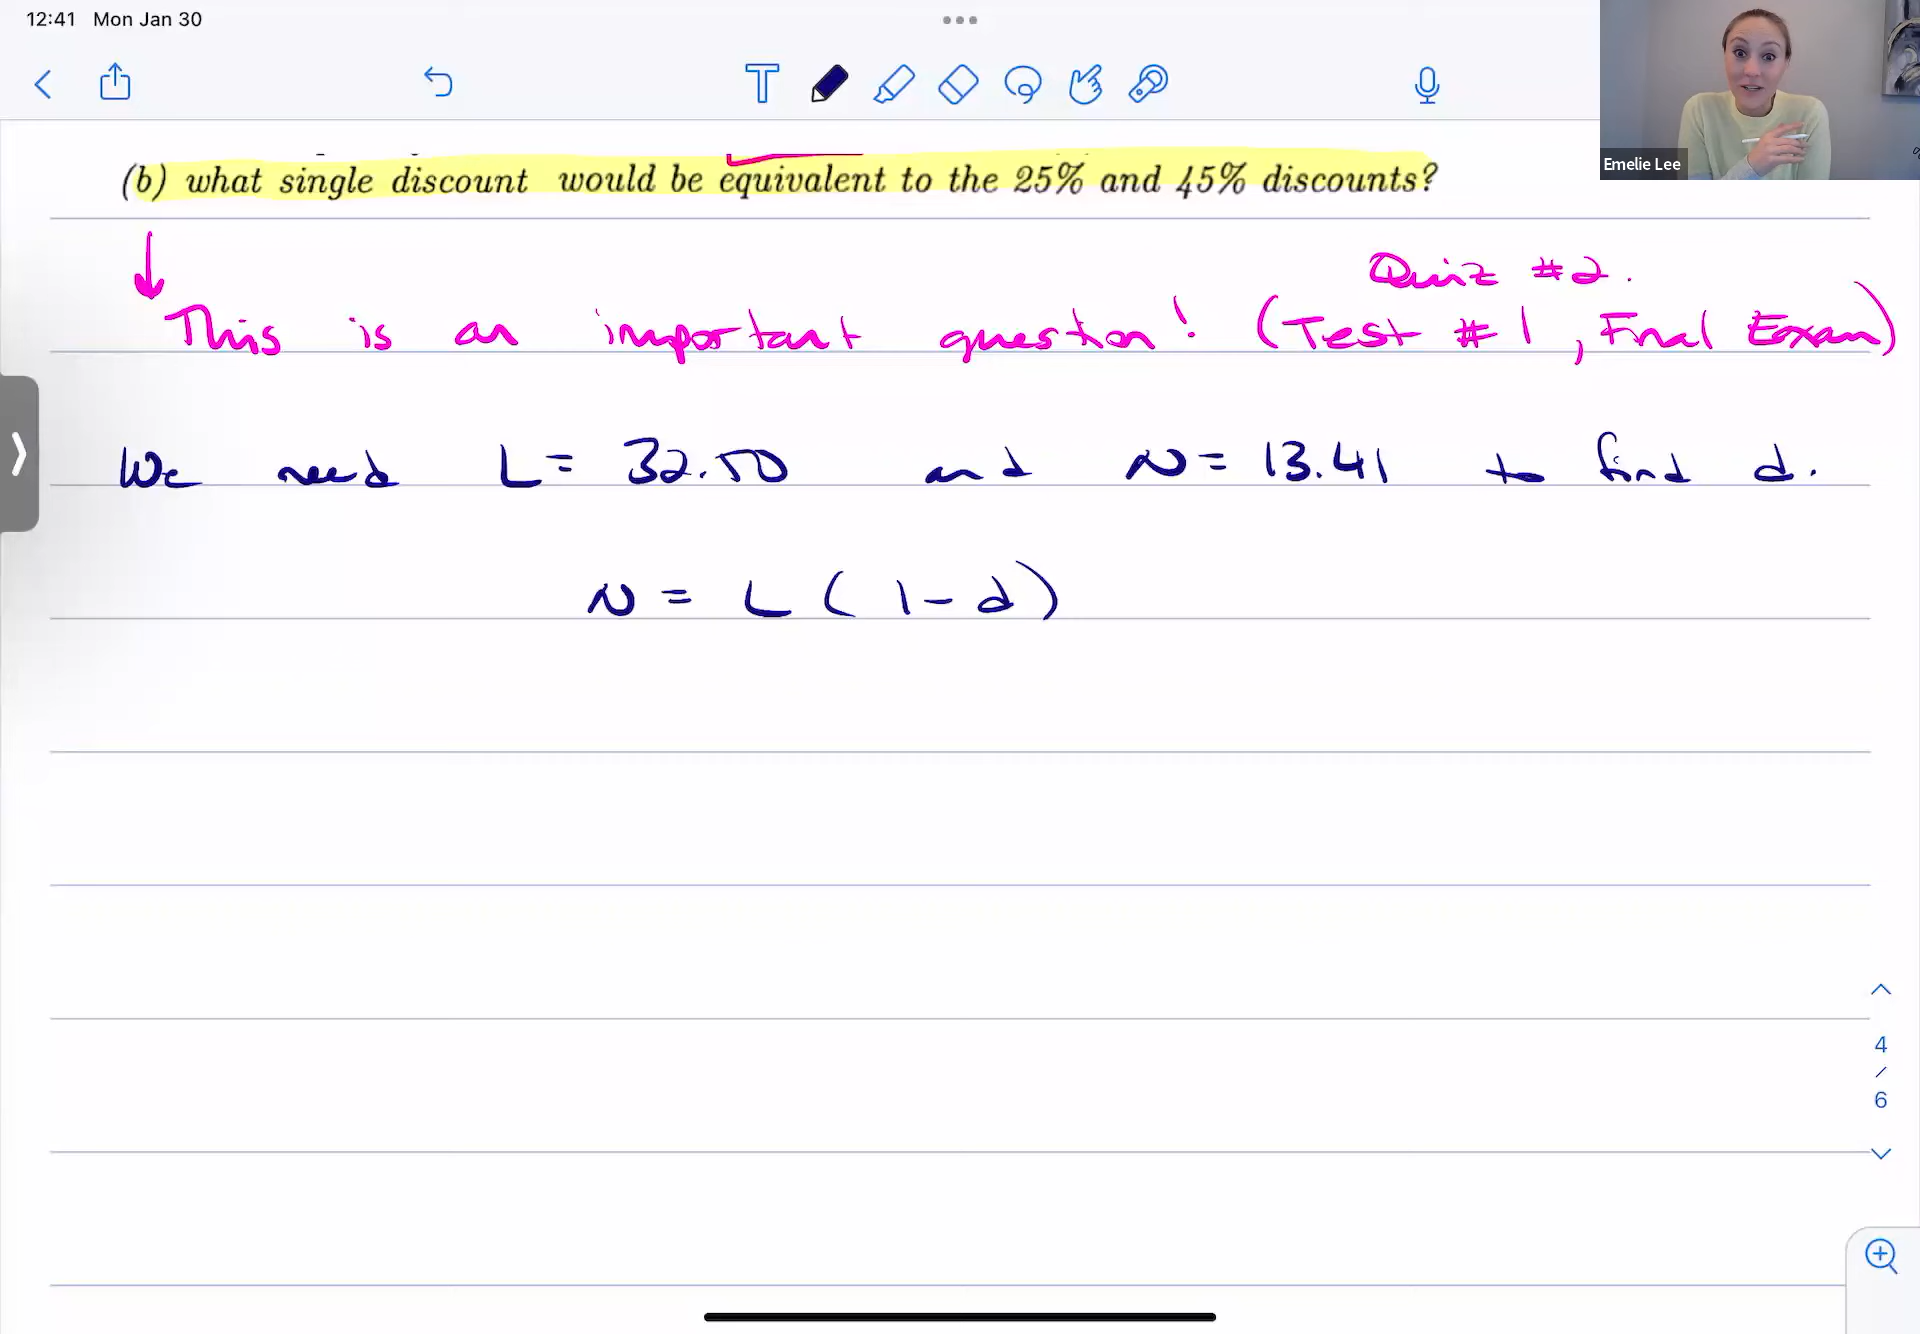 12:41 Mon Jan 30
T
Emelie Lee
(b) what single discount would be equivalent to the 25% and 45% discounts?
Quiz #2.
This is an important question! (Test #1, Final Exam)
We need L = 32.50 and N = 13.41 to find d.
N = L ( 1 - d )
4
/
6